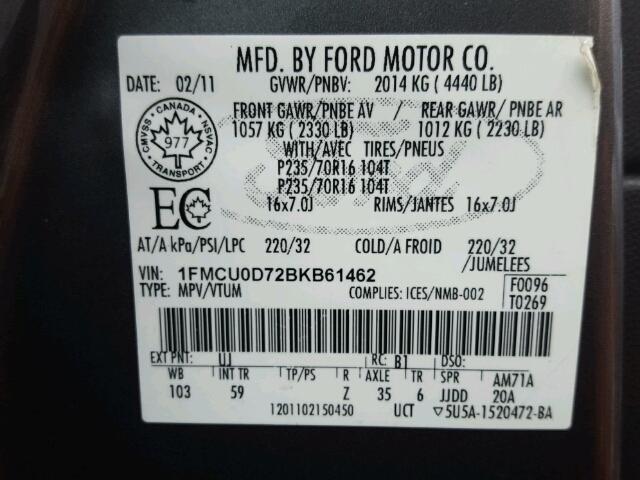 MFD. BY FORD MOTOR CO.
DATE: 02/11 GVWR/PNBV: 2014 KG ( 4440 LB)
FRONT GAWR/PNBE AV / REAR GAWR/ PNBE AR
1057 KG ( 2330 LB) 1012 KG ( 2230 LB)
WITH/AVEC TIRES/PNEUS
P235/70R16 104T
P235/70R16 104T
16x7.0J RIMS/JANTES 16x7.0J
CANADA
CMVSS NSVAC
977
TRANSPORT
EC
Ford
AT/A kPa/PSI/LPC 220/32 COLD/A FROID 220/32
/JUMELEES
VIN: 1FMCU0D72BKB61462
TYPE: MPV/VTUM COMPLIES: ICES/NMB-002
F0096
T0269
EXT PNT: UJ RC: B1 DSO:
WB INT TR TP/PS R AXLE TR SPR AM71A
103 59 Z 35 6 JJDD 20A
1201102150450 UCT ▽5U5A-1520472-BA